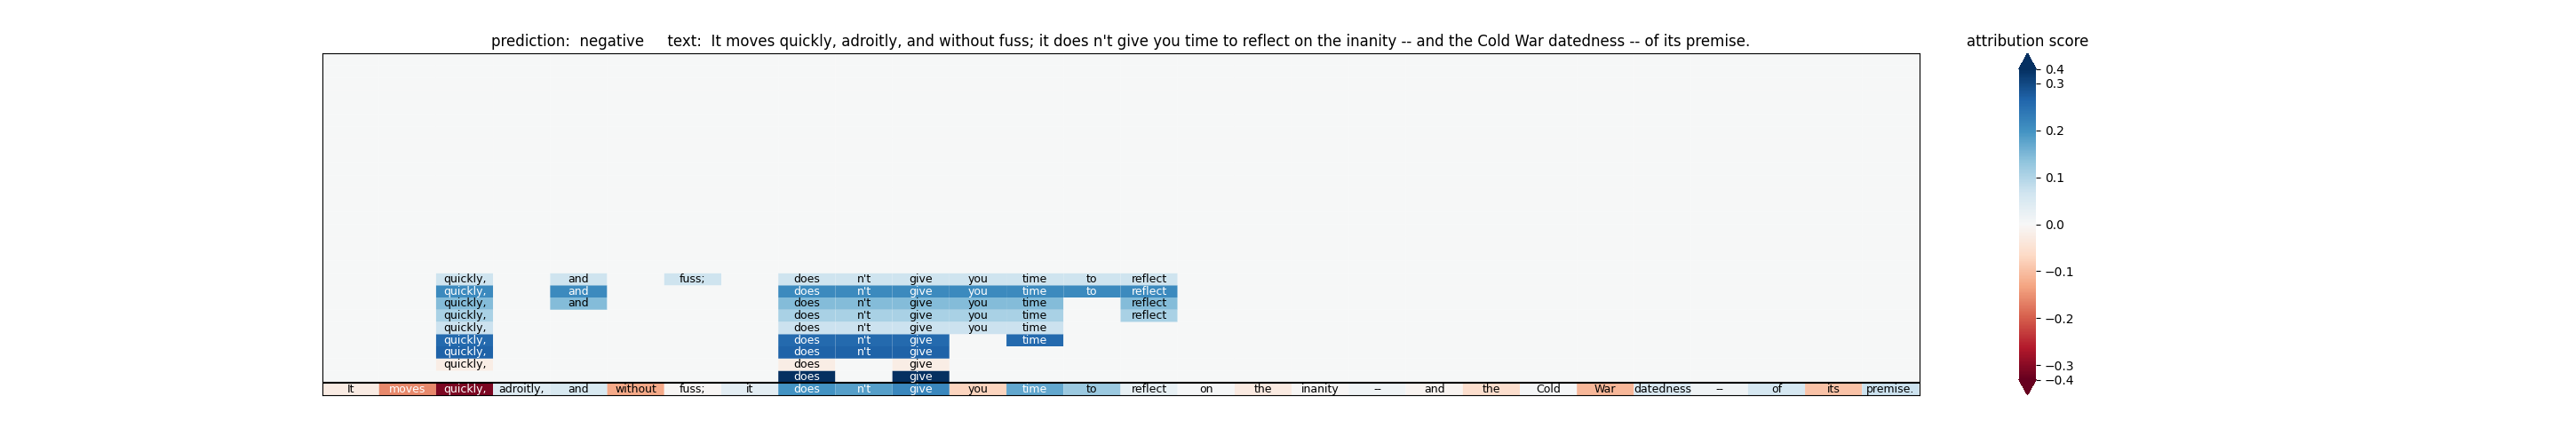 prediction:  negative     text:  It moves quickly, adroitly, and without fuss; it does n't give you time to reflect on the inanity -- and the Cold War datedness -- of its premise.
attribution score
0.4
0.3
0.2
0.1
0.0
−0.1
−0.2
−0.3
−0.4
quickly, and fuss; does n't give you time to reflect
quickly, and does n't give you time to reflect
quickly, and does n't give you time reflect
quickly, does n't give you time reflect
quickly, does n't give you time
quickly, does n't give time
quickly, does n't give
quickly, does give
does give
It moves quickly, adroitly, and without fuss; it does n't give you time to reflect on the inanity -- and the Cold War datedness -- of its premise.